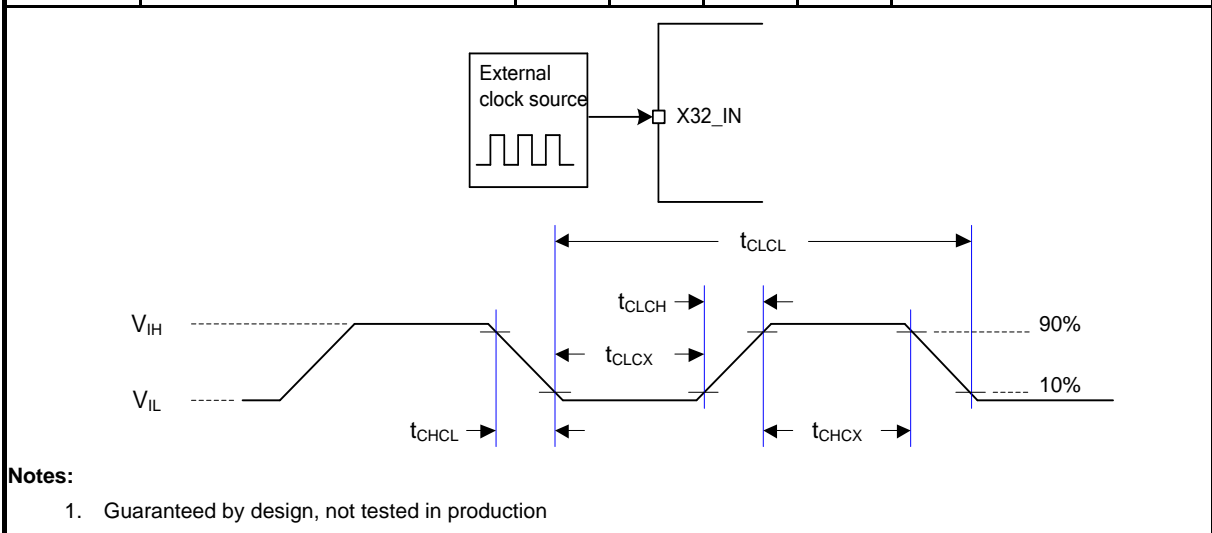 External
clock source
X32_IN
tCLCL
tCLCH
VIH
90%
tCLCX
VIL
10%
tCHCL
tCHCX
Notes:
1. Guaranteed by design, not tested in production